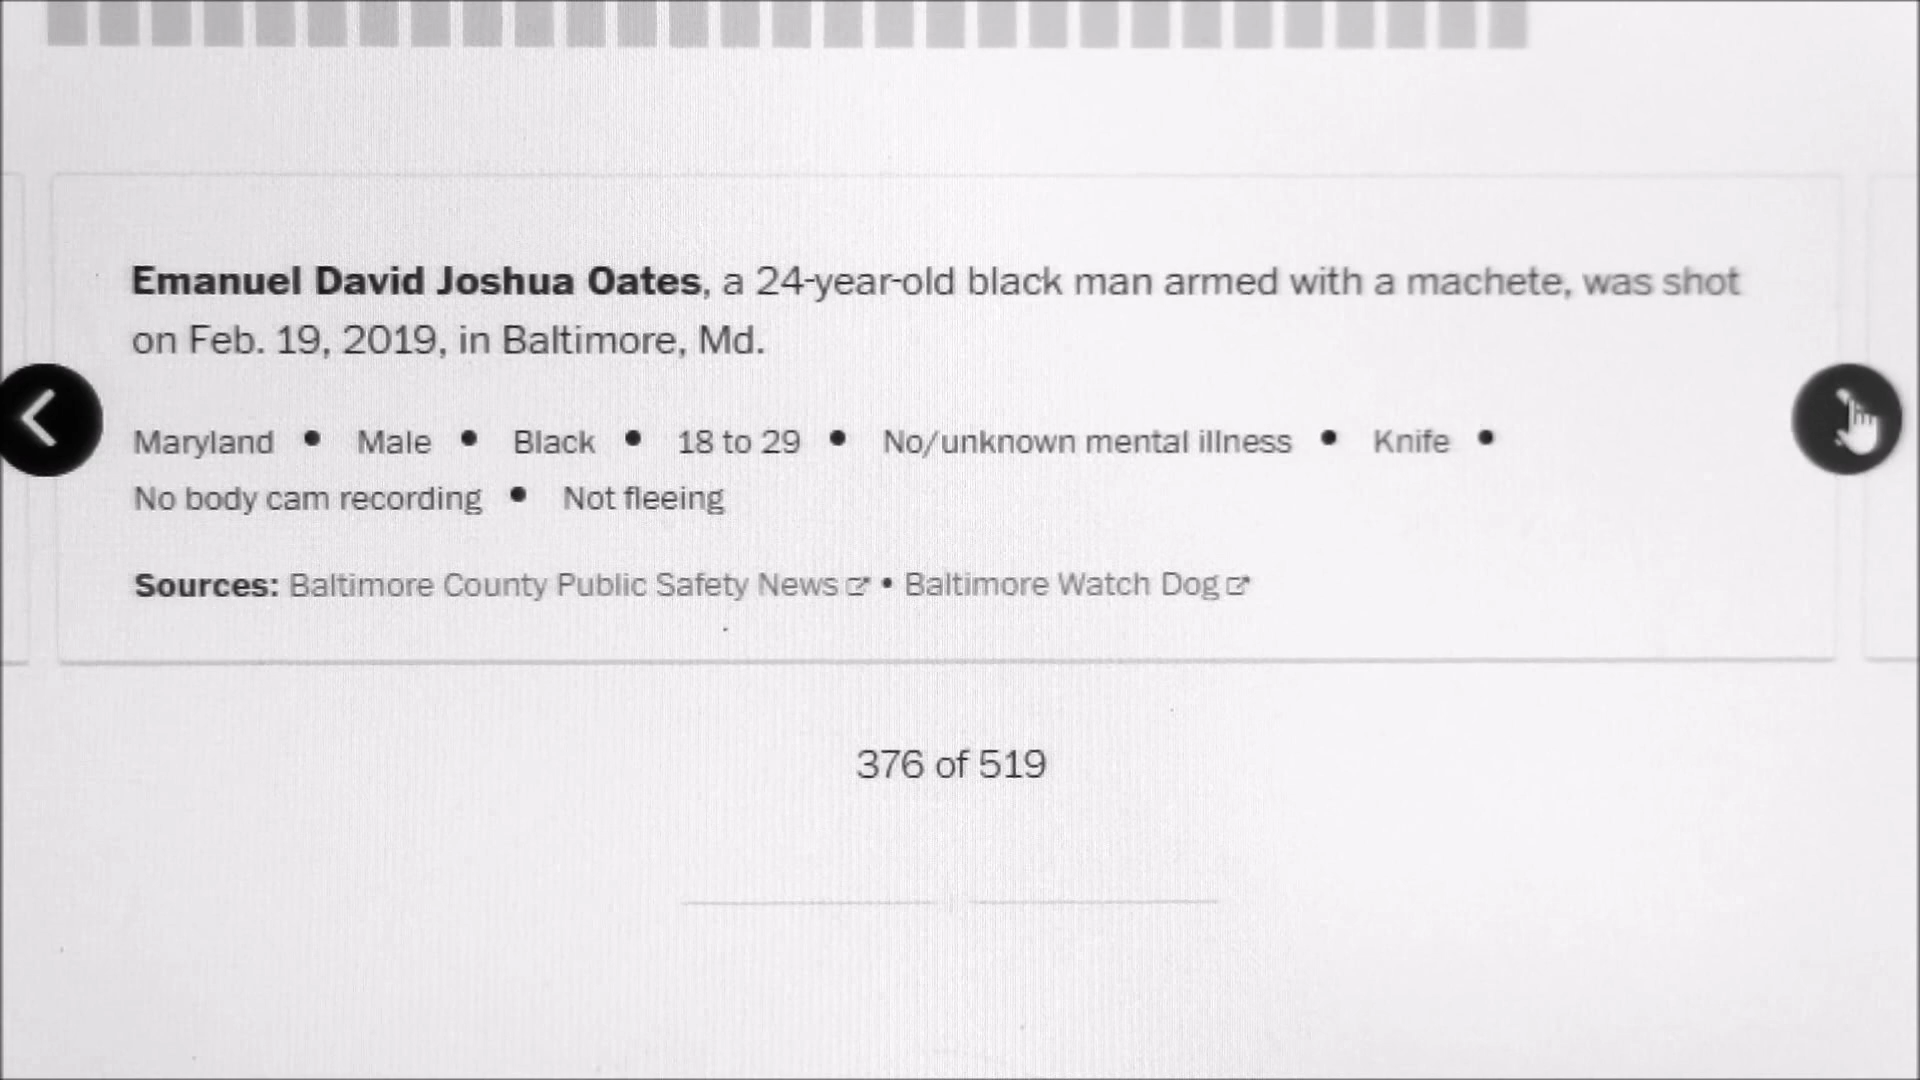 Emanuel David Joshua Oates, a 24-year-old black man armed with a machete, was shot
on Feb. 19, 2019, in Baltimore, Md.
Maryland • Male • Black • 18 to 29 • No/unknown mental illness • Knife •
No body cam recording • Not fleeing
Sources: Baltimore County Public Safety News • Baltimore Watch Dog
376 of 519